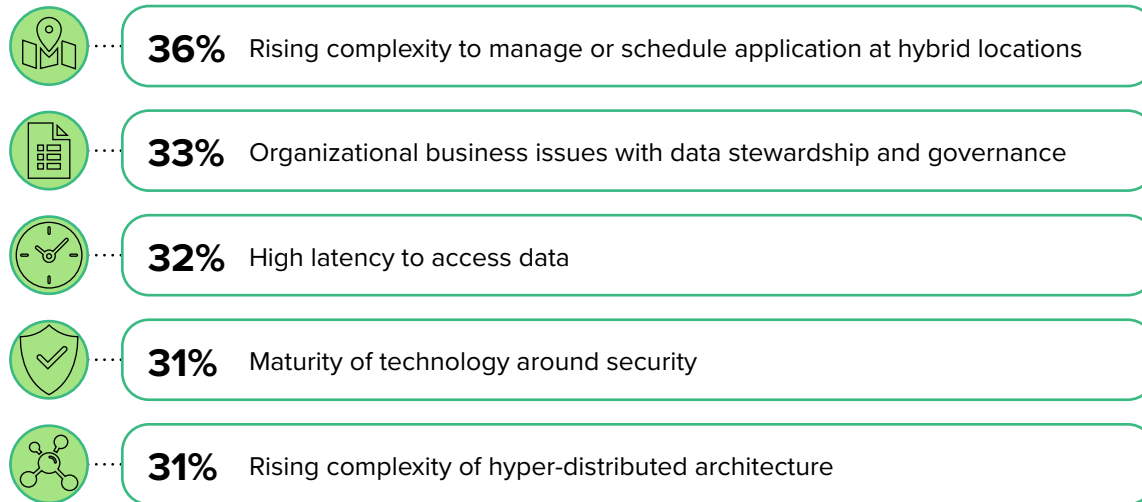 36% Rising complexity to manage or schedule application at hybrid locations
33% Organizational business issues with data stewardship and governance
32% High latency to access data
31% Maturity of technology around security
31% Rising complexity of hyper-distributed architecture